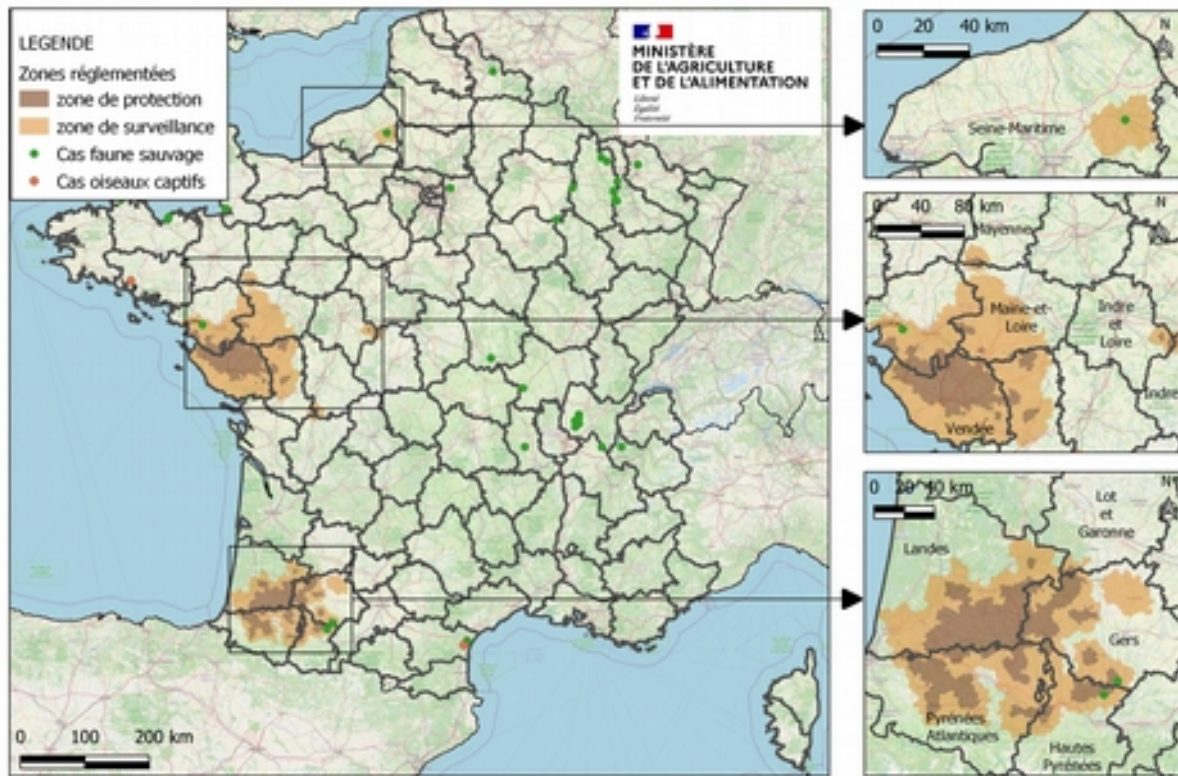 LEGENDE
Zones réglementées
zone de protection
zone de surveillance
Cas faune sauvage
Cas oiseaux captifs
MINISTÈRE
DE L'AGRICULTURE
ET DE L'ALIMENTATION
Liberté
Égalité
Fraternité
0 100 200 km
0 20 40 km
N
Seine-Maritime
0 40 80 km
N
Mayenne
Maine-et-
Loire
Indre
et
Loire
Indre
Vendée
0 20 40 km
N
Lot
et
Garonne
Landes
Gers
Pyrénées
Atlantiques
Hautes
Pyrénées